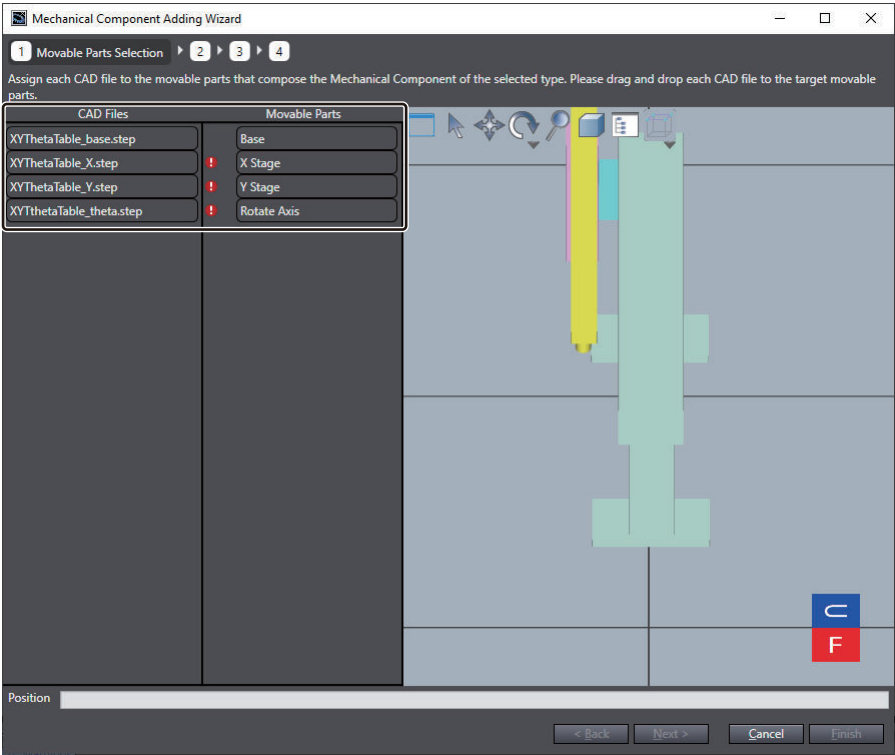 Mechanical Component Adding Wizard
1 Movable Parts Selection 2 3 4
Assign each CAD file to the movable parts that compose the Mechanical Component of the selected type. Please drag and drop each CAD file to the target movable
parts.
CAD Files Movable Parts
XYThetaTable_base.step Base
XYThetaTable_X.step ! X Stage
XYThetaTable_Y.step ! Y Stage
XYTthetaTable_theta.step ! Rotate Axis
U
F
Position
< Back Next > Cancel Finish